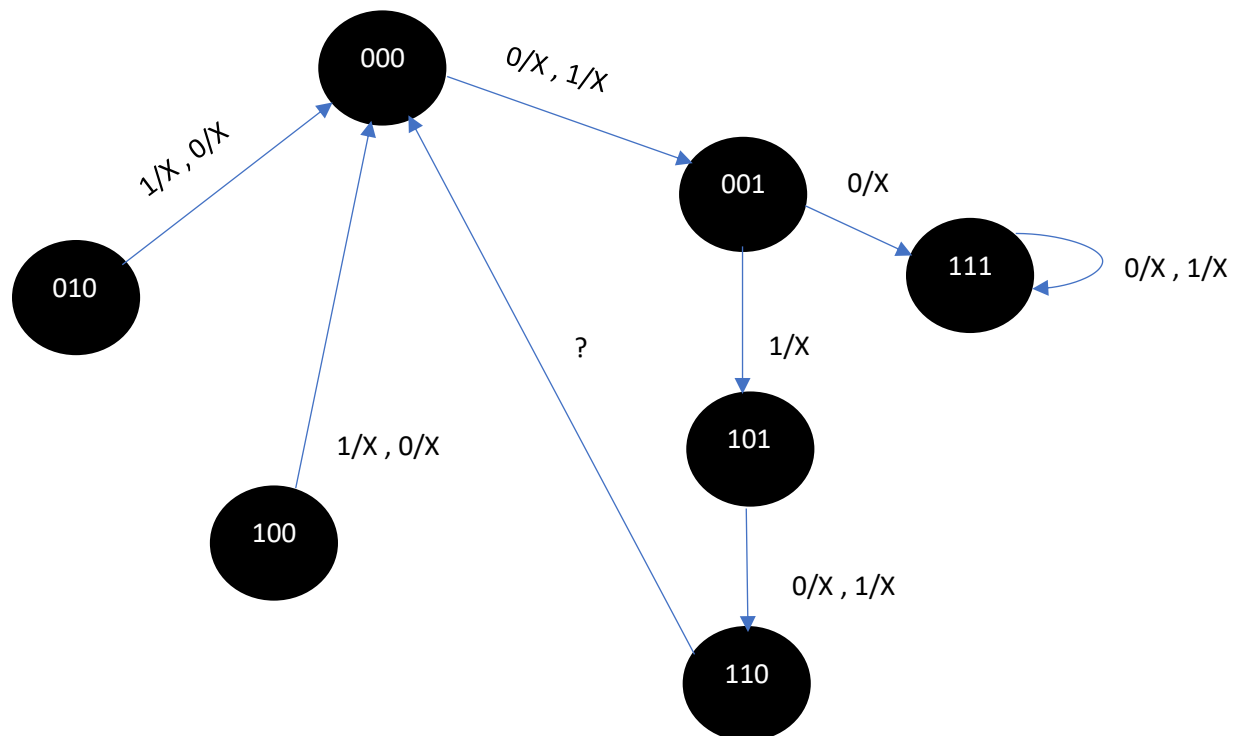 000
0/X , 1/X
1/X , 0/X
001
0/X
111
0/X , 1/X
010
?
1/X
101
1/X , 0/X
100
0/X , 1/X
110